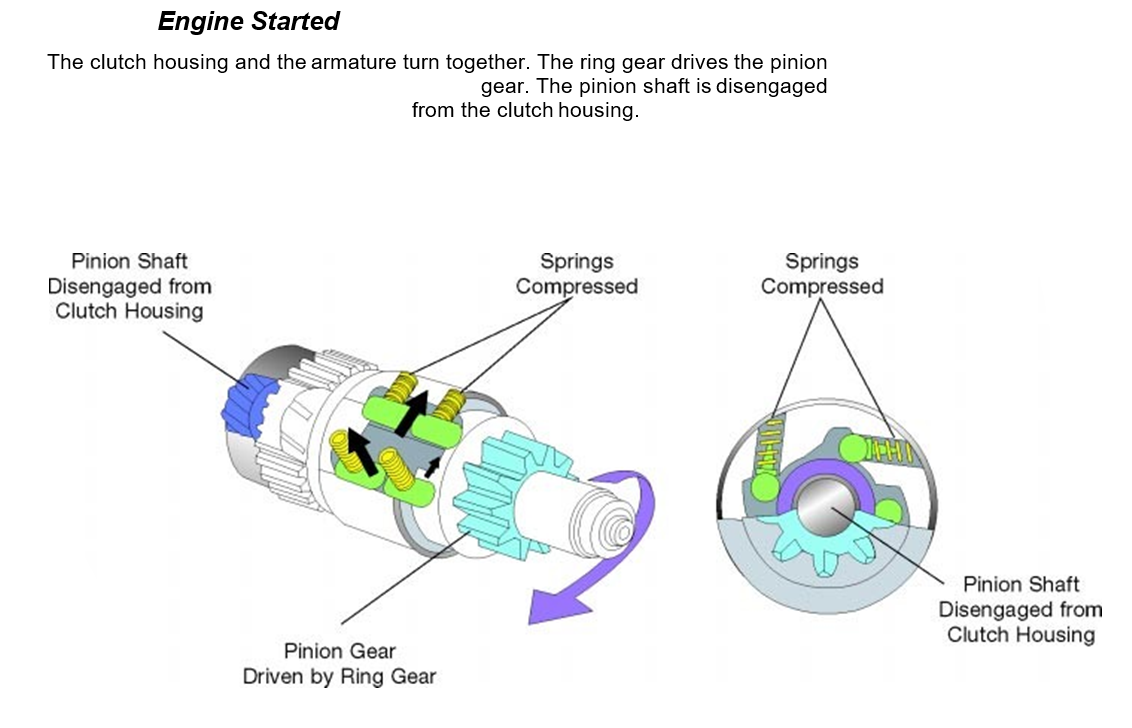 Engine Started
The clutch housing and the armature turn together. The ring gear drives the pinion
gear. The pinion shaft is disengaged
from the clutch housing.
Pinion Shaft
Disengaged from
Clutch Housing
Springs
Compressed
Springs
Compressed
Pinion Shaft
Disengaged from
Clutch Housing
Pinion Gear
Driven by Ring Gear